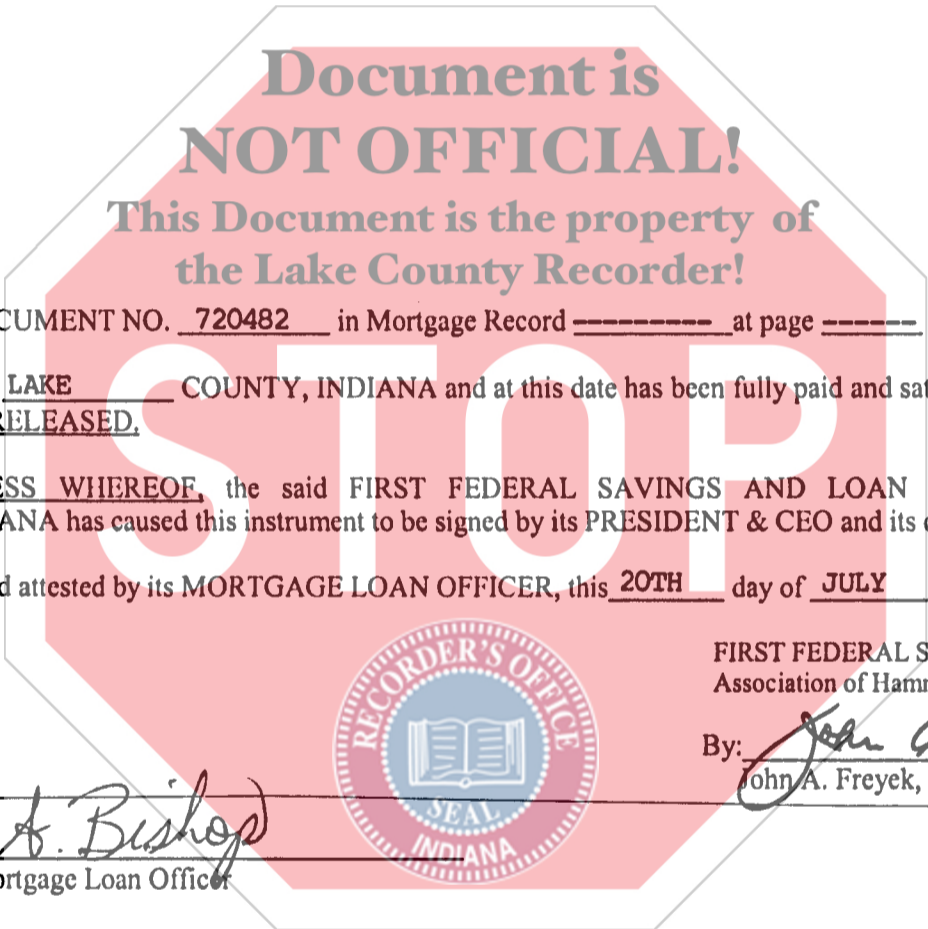 Document is
NOT OFFICIAL!
This Document is the property of
the Lake County Recorder!
CUMENT NO. 720482 in Mortgage Record --------- at page ------
LAKE COUNTY, INDIANA and at this date has been fully paid and sat
RELEASED.
STOP
ESS WHEREOF, the said FIRST FEDERAL SAVINGS AND LOAN
ANA has caused this instrument to be signed by its PRESIDENT & CEO and its
d attested by its MORTGAGE LOAN OFFICER, this 20TH day of JULY
FIRST FEDERAL S
Association of Ham
By: John
John A. Freyek,
RECORDER'S OFFICE
SEAL
INDIANA
A. Bishop
ortgage Loan Officer